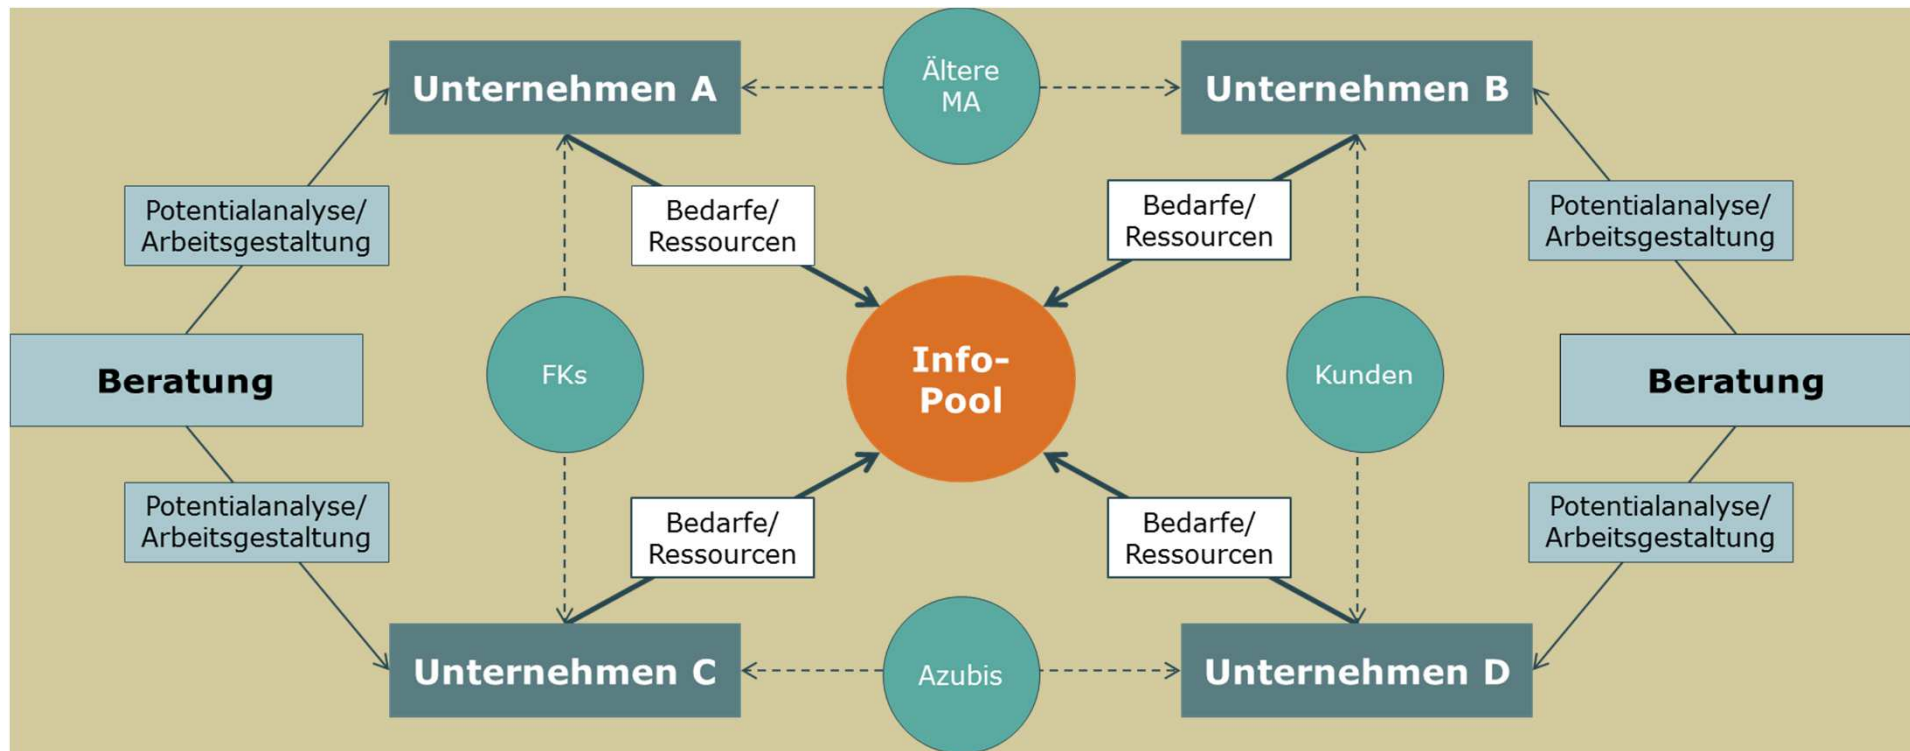 Unternehmen A
Ältere
MA
Unternehmen B
Potentialanalyse/
Arbeitsgestaltung
Bedarfe/
Ressourcen
Bedarfe/
Ressourcen
Potentialanalyse/
Arbeitsgestaltung
Beratung
FKs
Info-
Pool
Kunden
Beratung
Potentialanalyse/
Arbeitsgestaltung
Bedarfe/
Ressourcen
Bedarfe/
Ressourcen
Potentialanalyse/
Arbeitsgestaltung
Unternehmen C
Azubis
Unternehmen D